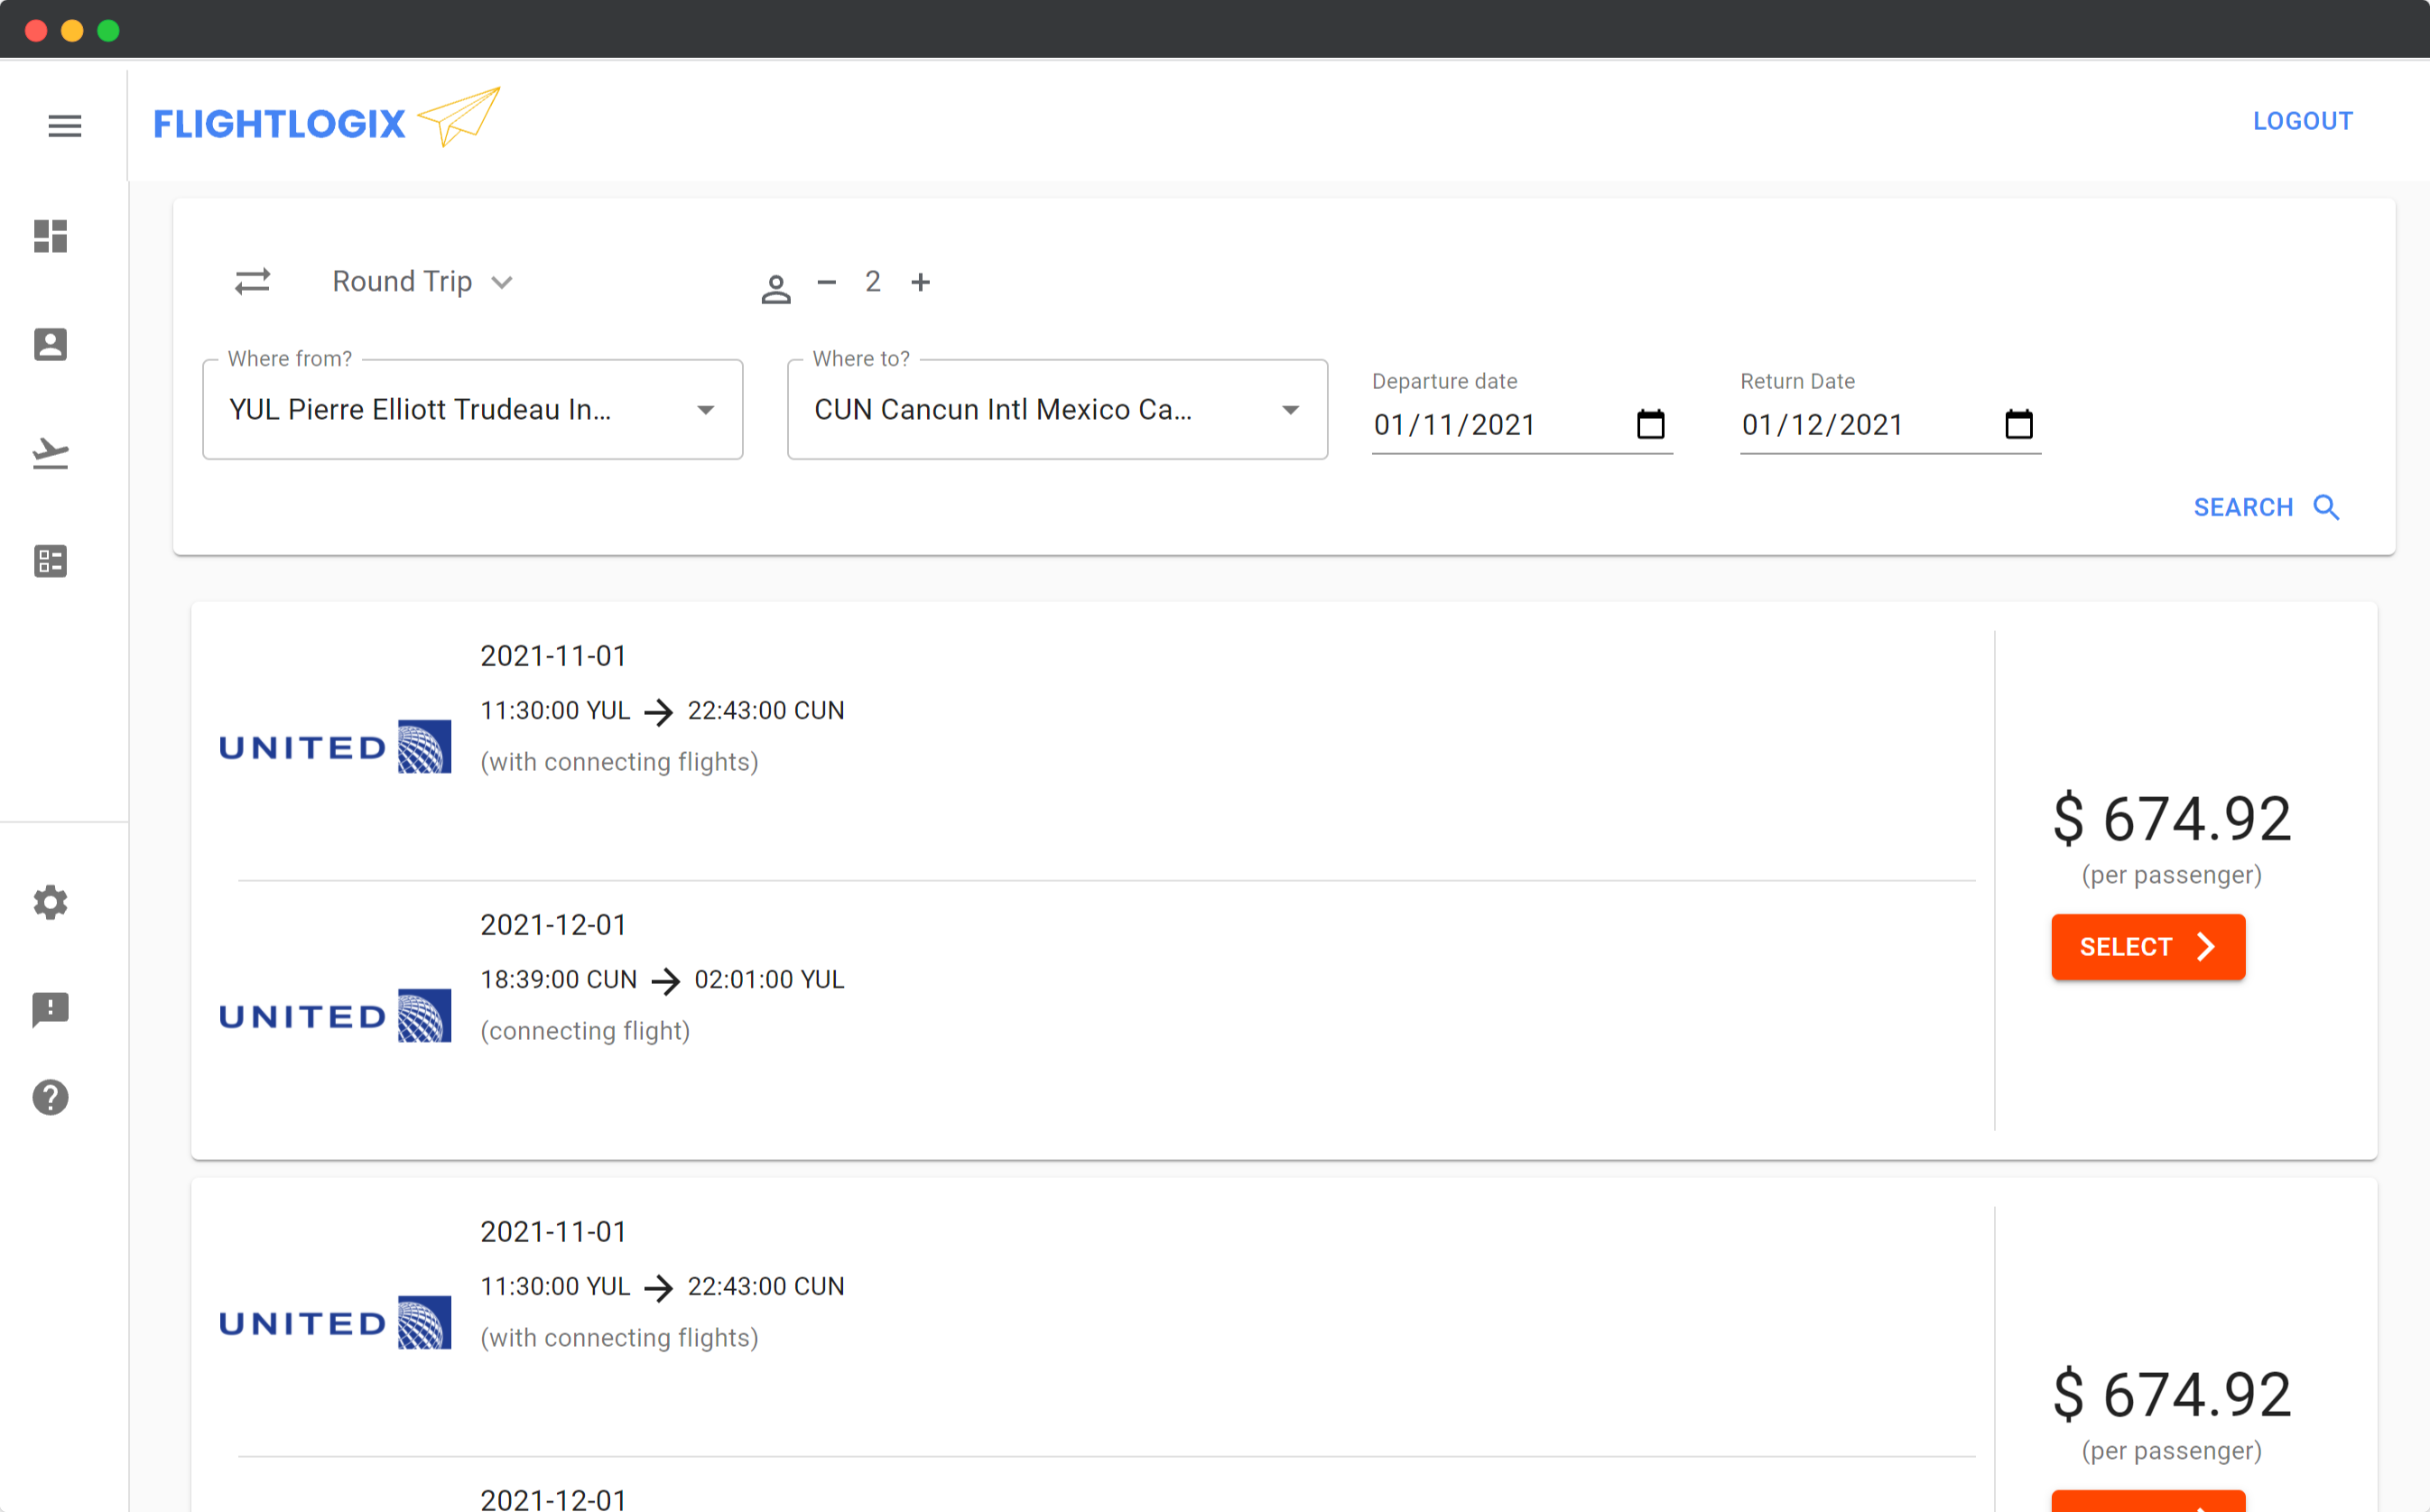 FLIGHTLOGIX
LOGOUT
Round Trip
2
Where from?
YUL Pierre Elliott Trudeau In...
Where to?
CUN Cancun Intl Mexico Ca...
Departure date
01/11/2021
Return Date
01/12/2021
SEARCH
2021-11-01
11:30:00 YUL → 22:43:00 CUN
(with connecting flights)
UNITED
2021-12-01
18:39:00 CUN → 02:01:00 YUL
(connecting flight)
UNITED
$ 674.92
(per passenger)
SELECT
2021-11-01
11:30:00 YUL → 22:43:00 CUN
(with connecting flights)
UNITED
$ 674.92
(per passenger)
2021-12-01